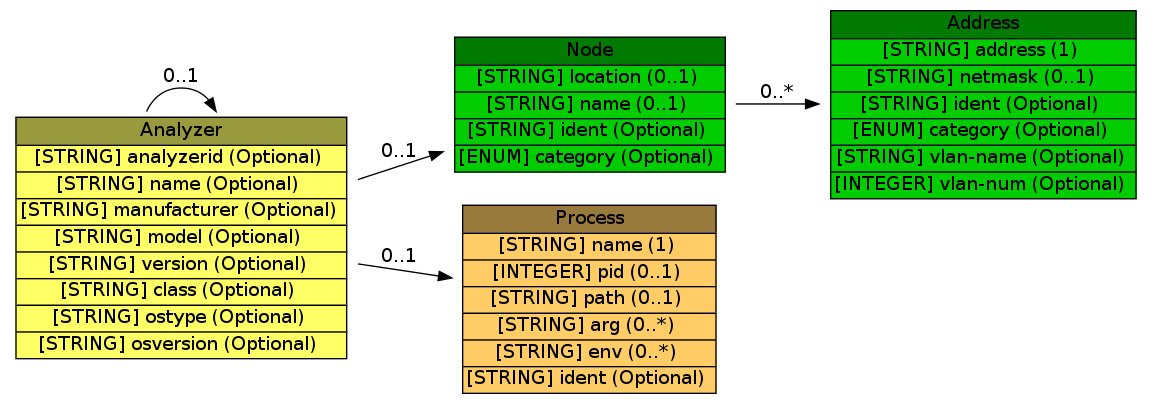 0..1
Analyzer
[STRING] analyzerid (Optional)
[STRING] name (Optional)
[STRING] manufacturer (Optional)
[STRING] model (Optional)
[STRING] version (Optional)
[STRING] class (Optional)
[STRING] ostype (Optional)
[STRING] osversion (Optional)
0..1
0..1
Node
[STRING] location (0..1)
[STRING] name (0..1)
[STRING] ident (Optional)
[ENUM] category (Optional)
Process
[STRING] name (1)
[INTEGER] pid (0..1)
[STRING] path (0..1)
[STRING] arg (0..*)
[STRING] env (0..*)
[STRING] ident (Optional)
0..*
Address
[STRING] address (1)
[STRING] netmask (0..1)
[STRING] ident (Optional)
[ENUM] category (Optional)
[STRING] vlan-name (Optional)
[INTEGER] vlan-num (Optional)